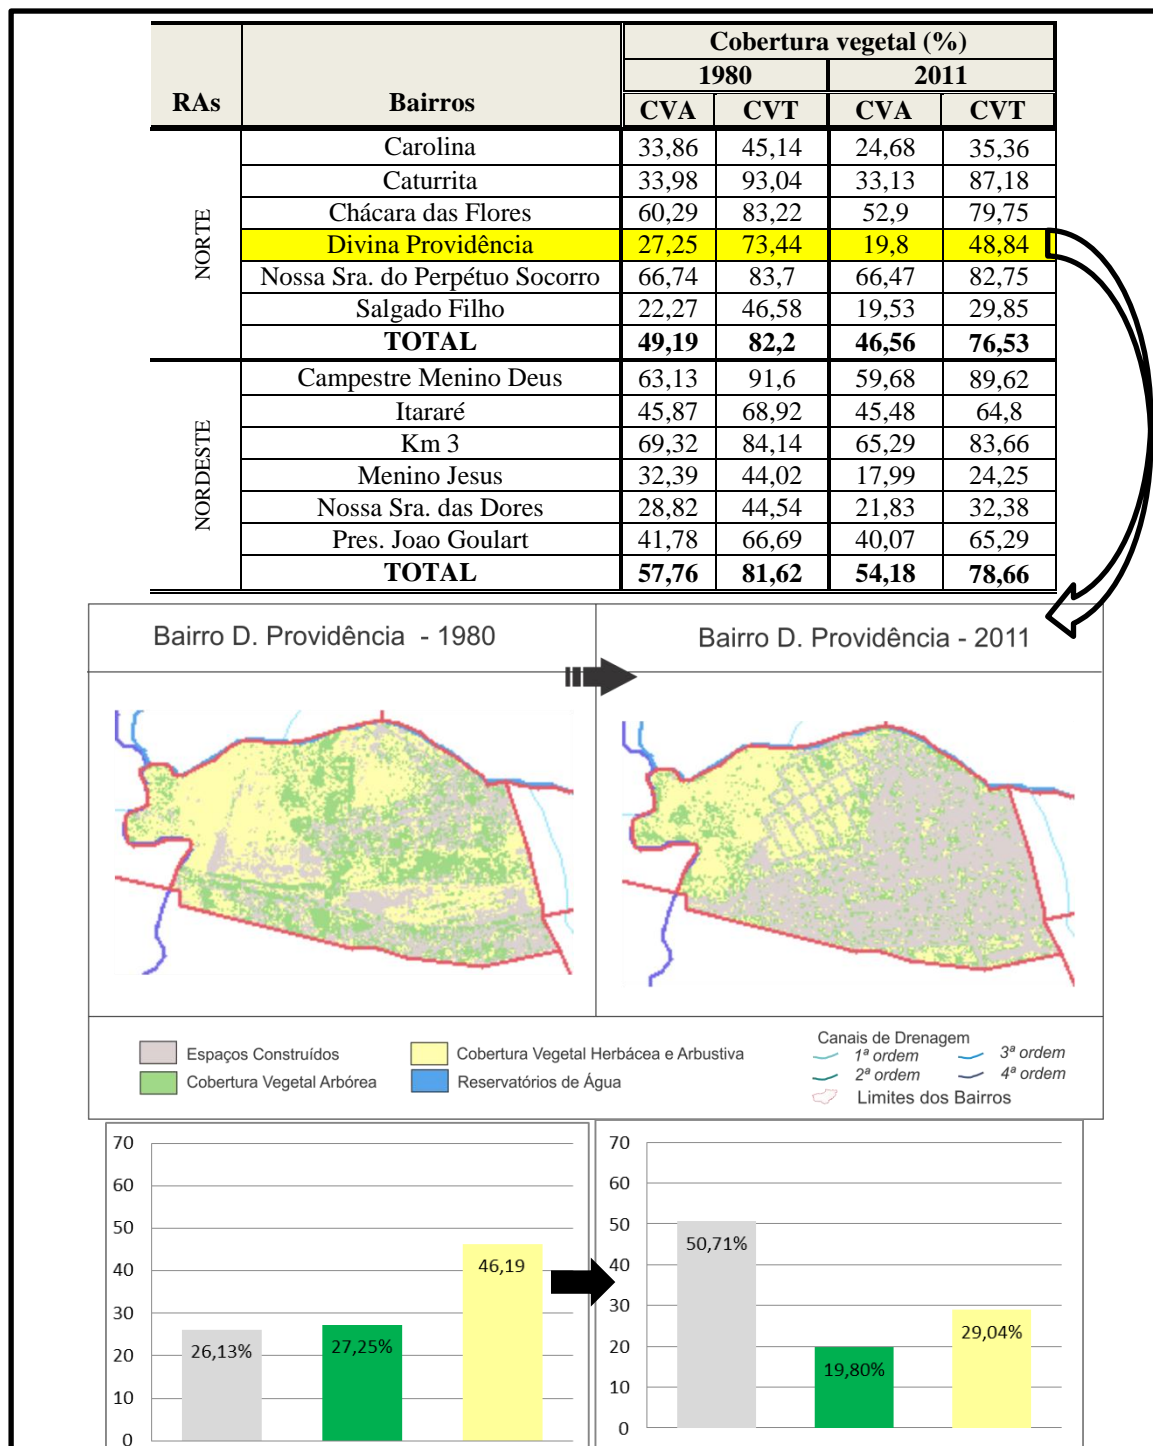 Cobertura vegetal (%)
1980 2011
RAs Bairros CVA CVT CVA CVT
NORTE
Carolina 33,86 45,14 24,68 35,36
Caturrita 33,98 93,04 33,13 87,18
Chácara das Flores 60,29 83,22 52,9 79,75
Divina Providência 27,25 73,44 19,8 48,84
Nossa Sra. do Perpétuo Socorro 66,74 83,7 66,47 82,75
Salgado Filho 22,27 46,58 19,53 29,85
TOTAL 49,19 82,2 46,56 76,53
NORDESTE
Campestre Menino Deus 63,13 91,6 59,68 89,62
Itararé 45,87 68,92 45,48 64,8
Km 3 69,32 84,14 65,29 83,66
Menino Jesus 32,39 44,02 17,99 24,25
Nossa Sra. das Dores 28,82 44,54 21,83 32,38
Pres. Joao Goulart 41,78 66,69 40,07 65,29
TOTAL 57,76 81,62 54,18 78,66
Bairro D. Providência - 1980
Bairro D. Providência - 2011
Espaços Construídos
Cobertura Vegetal Arbórea
Cobertura Vegetal Herbácea e Arbustiva
Reservatórios de Água
Canais de Drenagem
1ª ordem 3ª ordem
2ª ordem 4ª ordem
Limites dos Bairros
70
60
50
40
30
20
10
0
26,13%
27,25%
46,19
70
60
50
40
30
20
10
0
50,71%
19,80%
29,04%